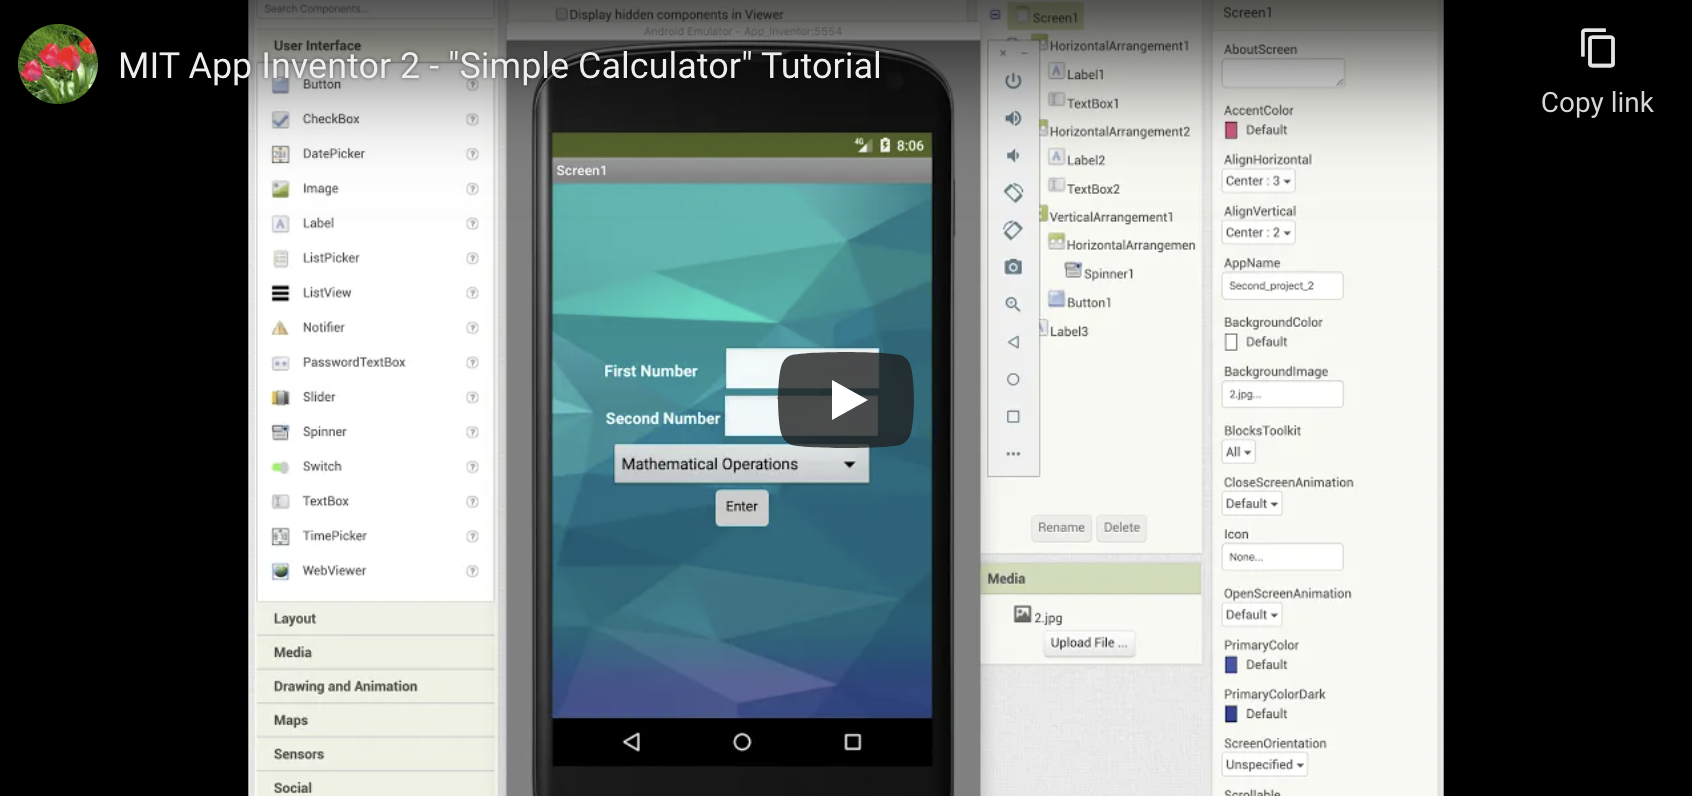 MIT App Inventor 2 - "Simple Calculator" Tutorial
Copy link
Search Components...
User Interface
Button
CheckBox
DatePicker
Image
Label
ListPicker
ListView
Notifier
PasswordTextBox
Slider
Spinner
Switch
TextBox
TimePicker
WebViewer
Layout
Media
Drawing and Animation
Maps
Sensors
Social
Display hidden components in Viewer
Android Emulator - App_Inventor:5554
4G 8:06
Screen1
First Number
Second Number
Mathematical Operations
Enter
Screen1
HorizontalArrangement1
Label1
TextBox1
HorizontalArrangement2
Label2
TextBox2
VerticalArrangement1
HorizontalArrangemen
Spinner1
Button1
Label3
Rename Delete
Media
2.jpg
Upload File ...
Screen1
AboutScreen
AccentColor
Default
AlignHorizontal
Center : 3
AlignVertical
Center : 2
AppName
Second_project_2
BackgroundColor
Default
BackgroundImage
2.jpg...
BlocksToolkit
All
CloseScreenAnimation
Default
Icon
None...
OpenScreenAnimation
Default
PrimaryColor
Default
PrimaryColorDark
Default
ScreenOrientation
Unspecified
Scrollable